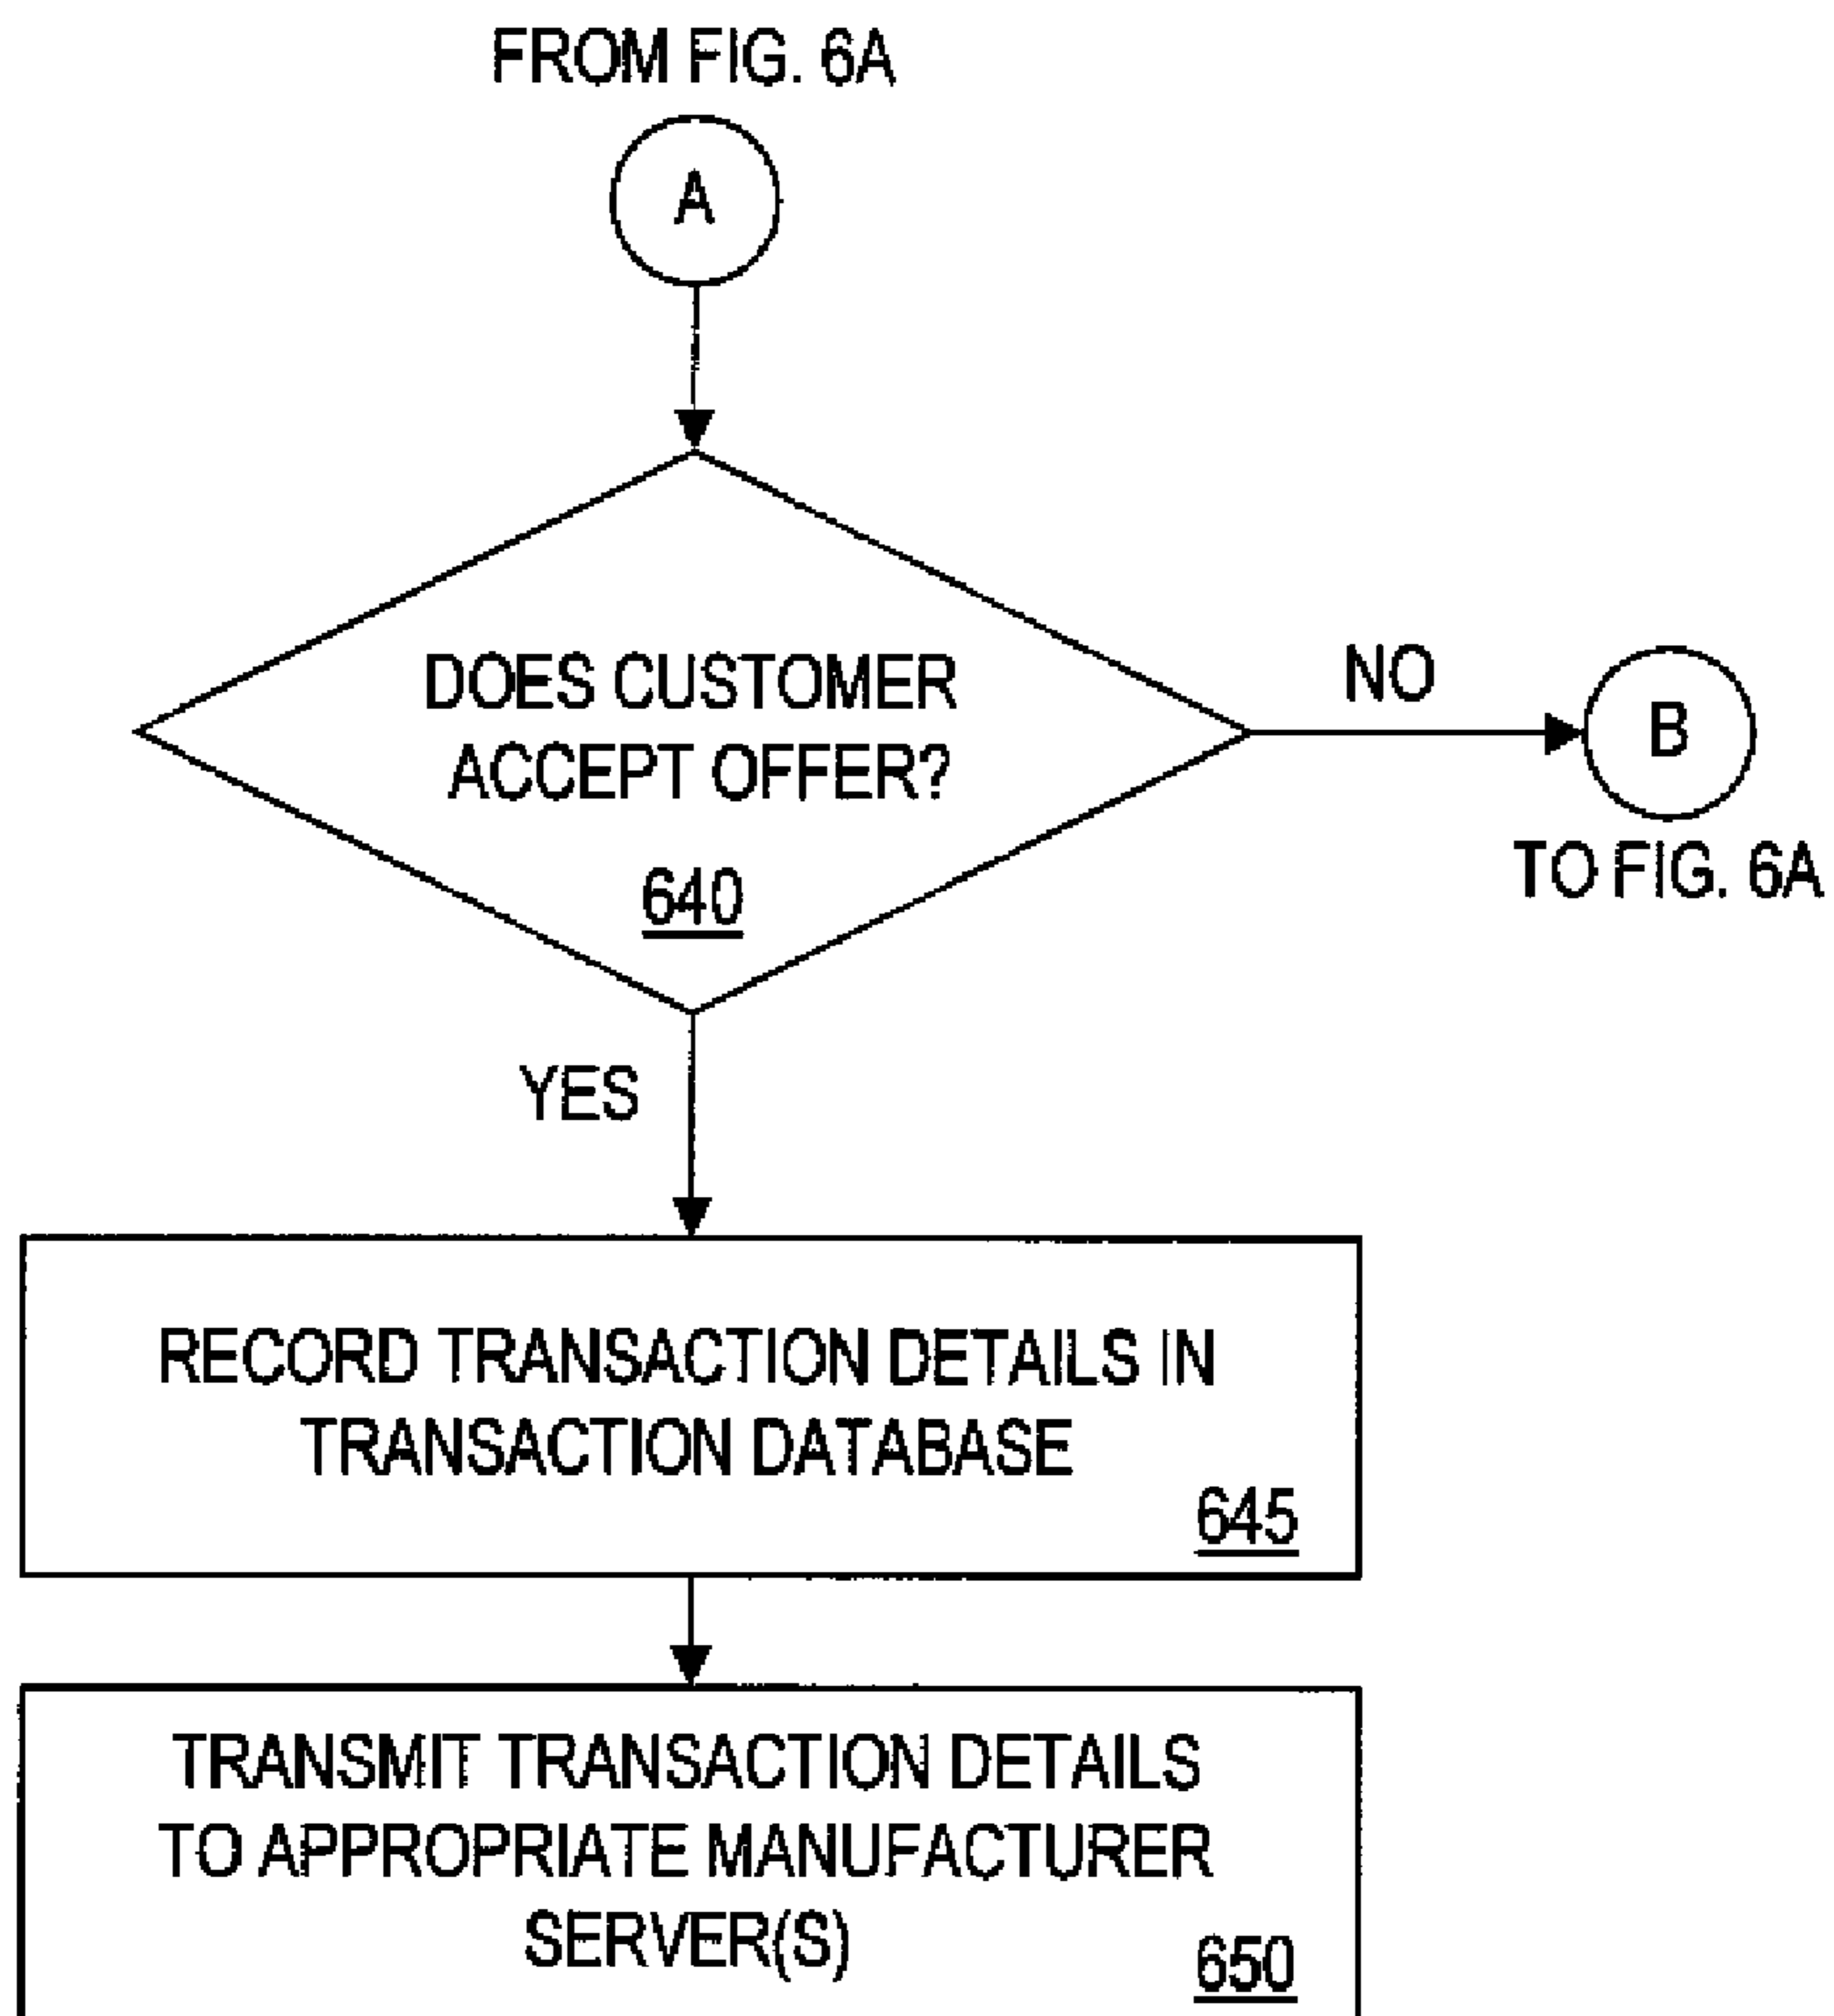 FROM FIG. 6A
A
DOES CUSTOMER
ACCEPT OFFER?
640
NO
B
TO FIG. 6A
YES
RECORD TRANSACTION DETAILS IN
TRANSACTION DATABASE
645
TRANSMIT TRANSACTION DETAILS
TO APPROPRIATE MANUFACTURER
SERVER(S)
650